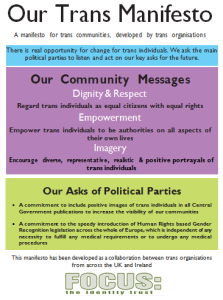 Our Trans Manifesto
A manifesto for trans communities, developed by trans organisations
There is real opportunity for change for trans individuals. We ask the main
political parties to listen and act on our key asks for the future.
Our Community Messages
Dignity & Respect
Regard trans individuals as equal citizens with equal rights
Empowerment
Empower trans individuals to be authorities on all aspects of
their own lives
Imagery
Encourage diverse, representative, realistic & positive portrayals of
trans individuals
Our Asks of Political Parties
• A commitment to include positive images of trans individuals in all Central
Government publications to increase the visibility of our communities
• A commitment to the speedy introduction of Human Rights based Gender
Recognition legislation across the whole of Europe, which is independent of any
necessity to fulfill any medical requirements or to undergo any medical
procedures
This manifesto has been developed as a collaboration between trans organisations
from across the UK and Ireland
FOCUS:
the identity trust